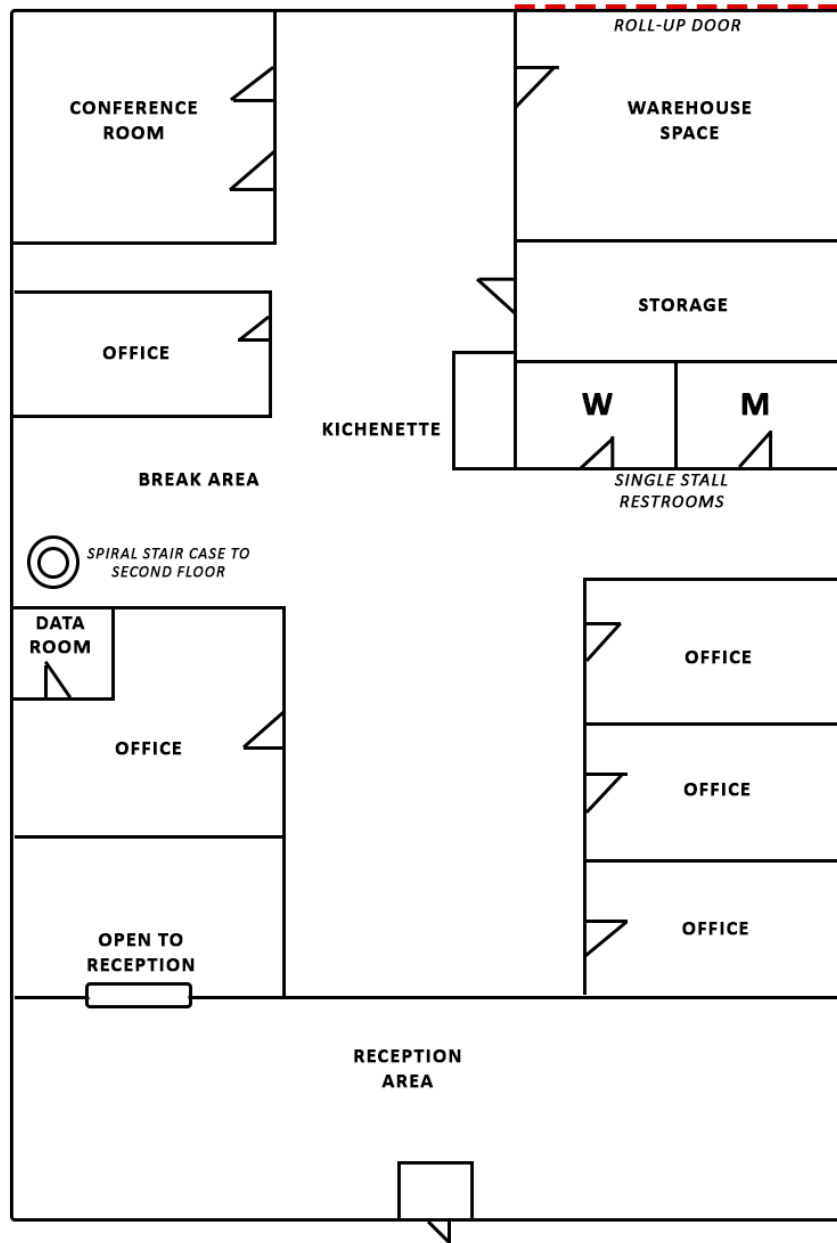 ROLL-UP DOOR
CONFERENCE
ROOM
WAREHOUSE
SPACE
STORAGE
OFFICE
W
M
KICHENETTE
BREAK AREA
SINGLE STALL
RESTROOMS
SPIRAL STAIR CASE TO
SECOND FLOOR
DATA
ROOM
OFFICE
OFFICE
OFFICE
OFFICE
OPEN TO
RECEPTION
RECEPTION
AREA